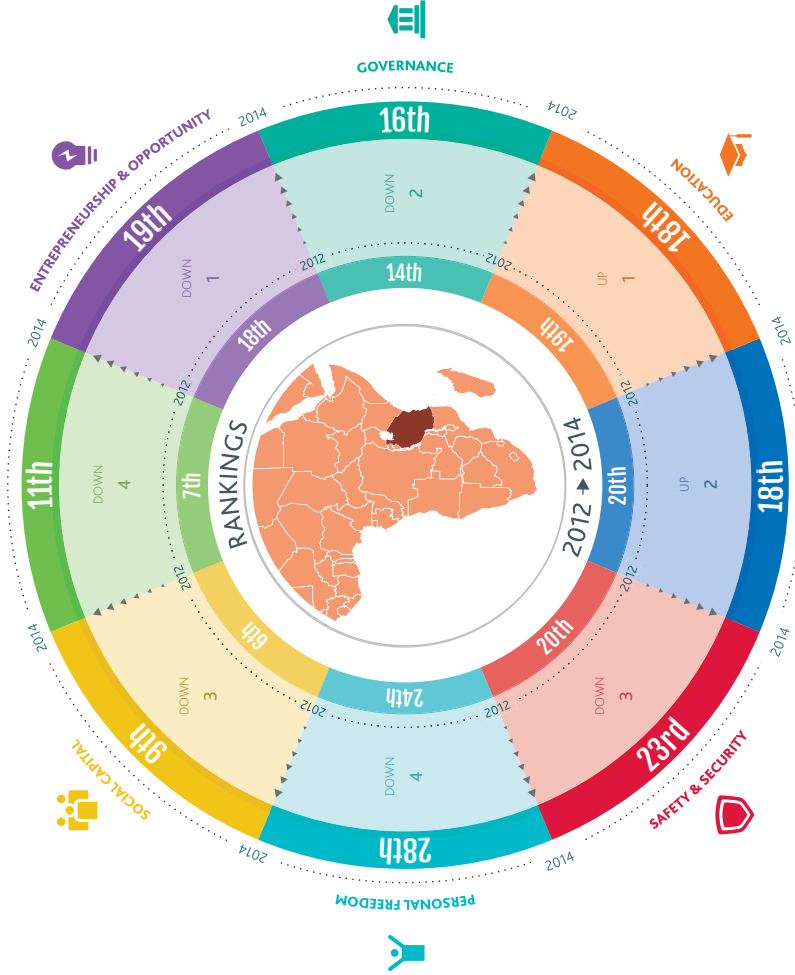 GOVERNANCE
2014
16th
DOWN
2
2012
14th
2014
EDUCATION
18th
UP
1
2012
19th
2014
18th
UP
2
2012
20th
2014
SAFETY & SECURITY
23rd
DOWN
3
2012
20th
2014
PERSONAL FREEDOM
28th
DOWN
4
2012
24th
2014
SOCIAL CAPITAL
9th
DOWN
3
2012
6th
2014
11th
DOWN
4
2012
7th
2014
ENTREPRENEURSHIP & OPPORTUNITY
19th
DOWN
1
2012
18th
RANKINGS
2012 ➔ 2014